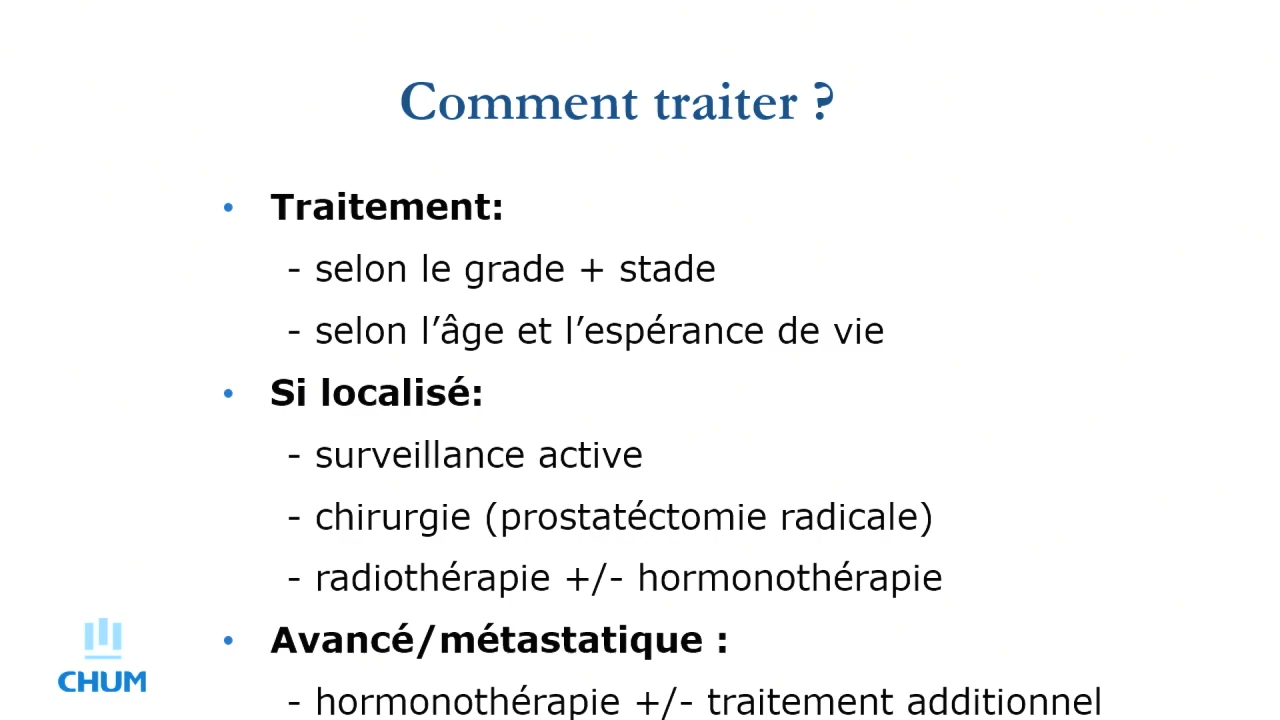 Comment traiter ?
• Traitement:
- selon le grade + stade
- selon l’âge et l’espérance de vie
• Si localisé:
- surveillance active
- chirurgie (prostatéctomie radicale)
- radiothérapie +/- hormonothérapie
• Avancé/métastatique :
- hormonothérapie +/- traitement additionnel
CHUM